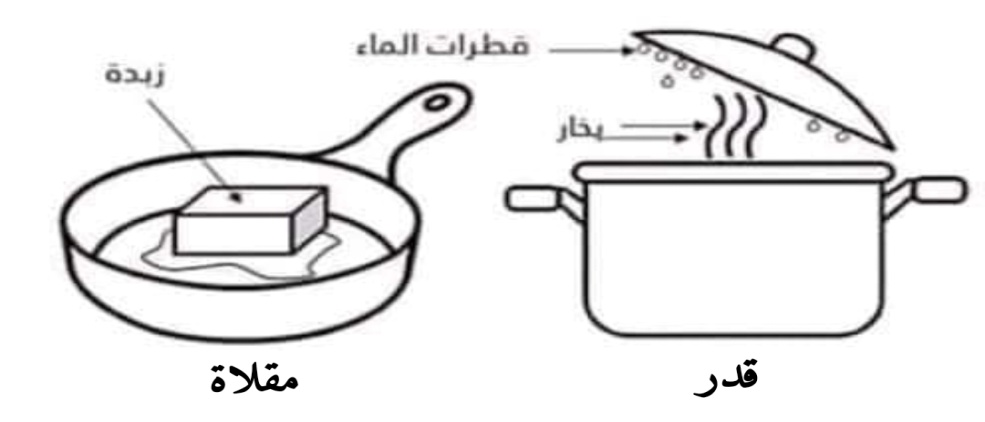 قطرات الماء
زبدة
بخار
قدر
مقلاة